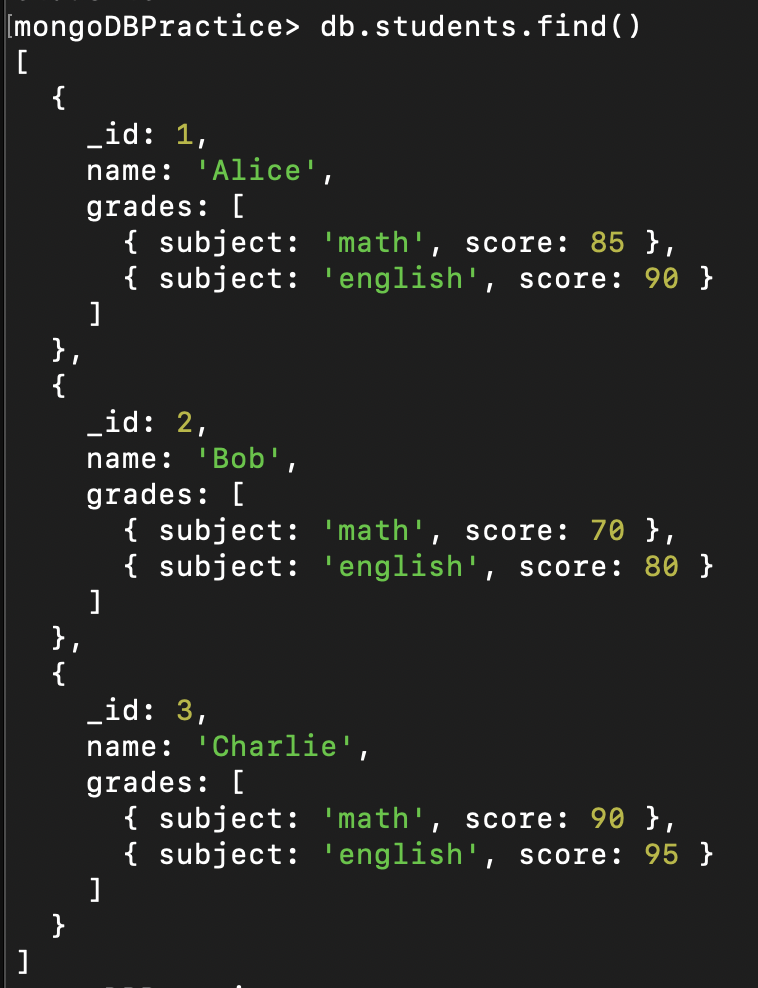 [mongoDBPractice> db.students.find()
[
  {
    _id: 1,
    name: 'Alice',
    grades: [
      { subject: 'math', score: 85 },
      { subject: 'english', score: 90 }
    ]
  },
  {
    _id: 2,
    name: 'Bob',
    grades: [
      { subject: 'math', score: 70 },
      { subject: 'english', score: 80 }
    ]
  },
  {
    _id: 3,
    name: 'Charlie',
    grades: [
      { subject: 'math', score: 90 },
      { subject: 'english', score: 95 }
    ]
  }
]